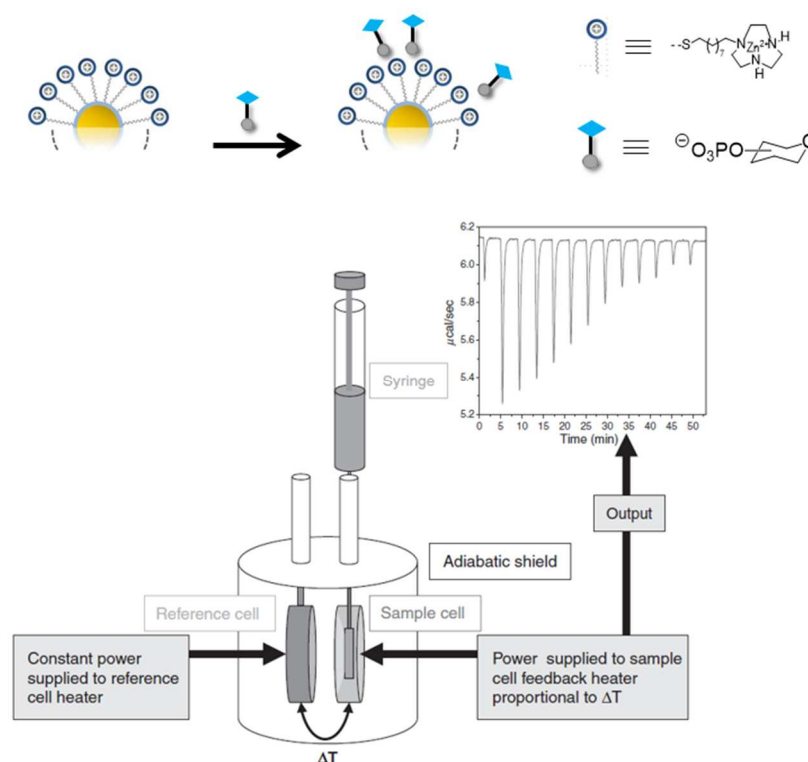 --S
7
N
Zn2+
N
H
N
H
⊖
O3PO
O
6.2
6.0
5.8
5.6
5.4
5.2
μcal/sec
0 5 10 15 20 25 30 35 40 45 50
Time (min)
Syringe
Output
Adiabatic shield
Reference cell
Sample cell
Constant power
supplied to reference
cell heater
Power supplied to sample
cell feedback heater
proportional to ΔT
ΔT